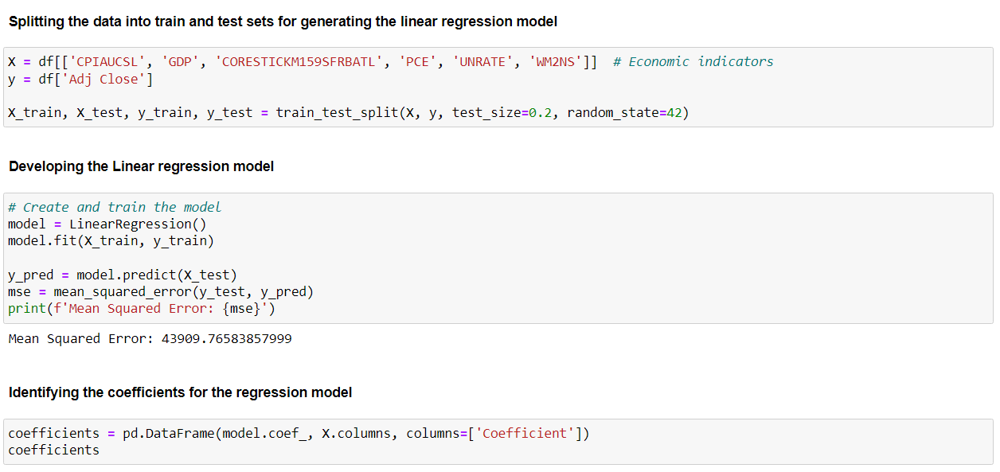 Splitting the data into train and test sets for generating the linear regression model
X = df[['CPIAUCSL', 'GDP', 'CORESTICKM159SFRBATL', 'PCE', 'UNRATE', 'WM2NS']]  # Economic indicators
y = df['Adj Close']
X_train, X_test, y_train, y_test = train_test_split(X, y, test_size=0.2, random_state=42)
Developing the Linear regression model
# Create and train the model
model = LinearRegression()
model.fit(X_train, y_train)
y_pred = model.predict(X_test)
mse = mean_squared_error(y_test, y_pred)
print(f'Mean Squared Error: {mse}')
Mean Squared Error: 43909.76583857999
Identifying the coefficients for the regression model
coefficients = pd.DataFrame(model.coef_, X.columns, columns=['Coefficient'])
coefficients